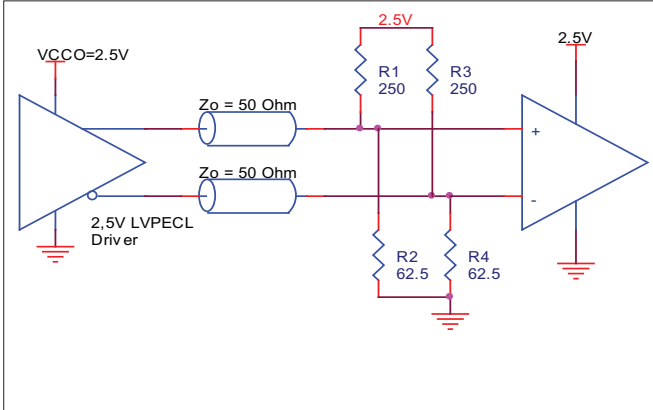 2.5V
VCCO=2.5V
2.5V
R1
250
R3
250
Zo = 50 Ohm
+
Zo = 50 Ohm
-
2,5V LVPECL
Driver
R2
62.5
R4
62.5